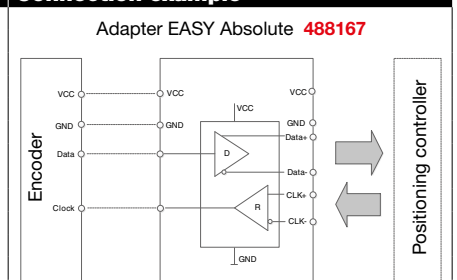 Connection example
Adapter EASY Absolute 488167
Encoder
VCC
GND
Data
Clock
VCC
GND
VCC
D
R
GND
VCC
GND
Data+
Data-
CLK+
CLK-
Positioning controller